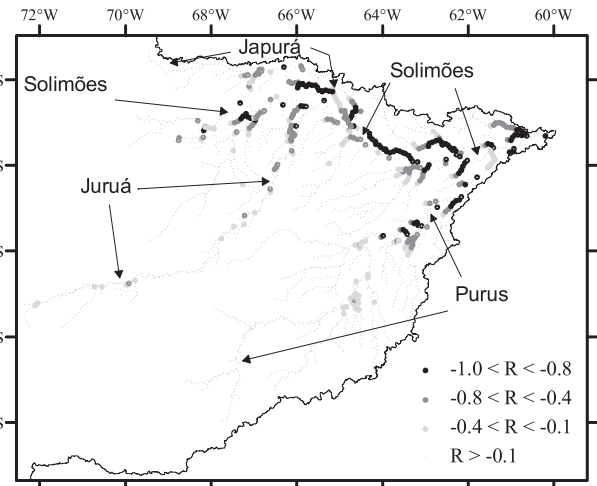 72°W 70°W 68°W 66°W 64°W 62°W 60°W
Japurá
Solimões
Solimões
Juruá
Purus
-1.0 < R < -0.8
-0.8 < R < -0.4
-0.4 < R < -0.1
R > -0.1